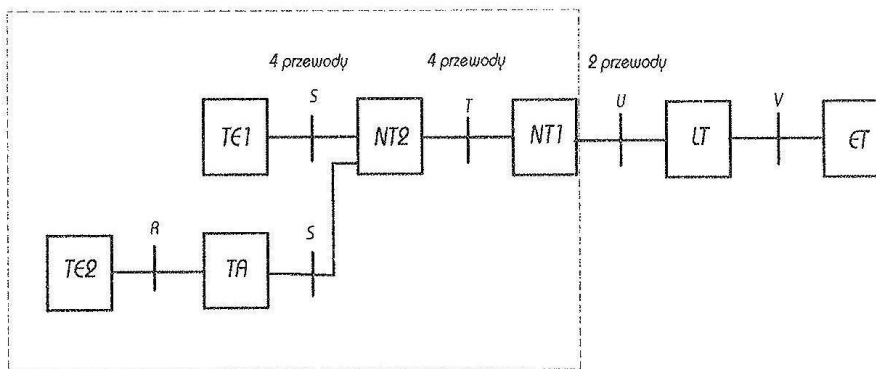 4 przewody 4 przewody 2 przewody
S T U V
TE1 NT2 NT1 LT ET
R S
TE2 TA